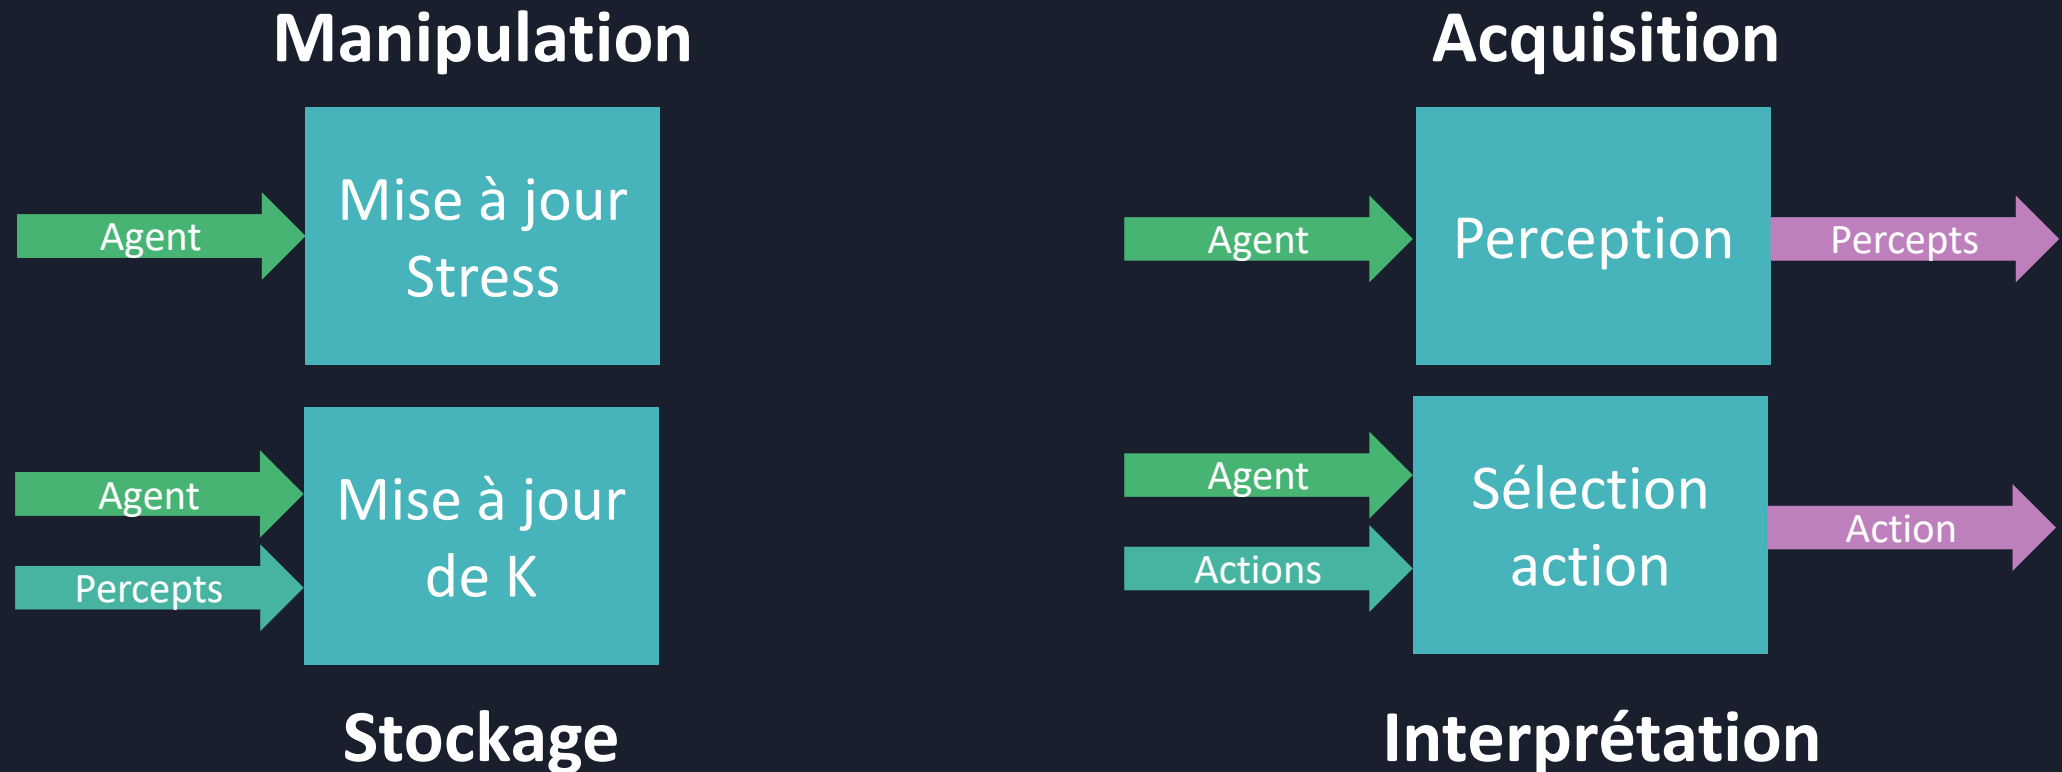 Manipulation
Agent
Mise à jour
Stress
Agent
Percepts
Mise à jour
de K
Stockage
Acquisition
Agent
Perception
Percepts
Agent
Actions
Sélection
action
Action
Interprétation